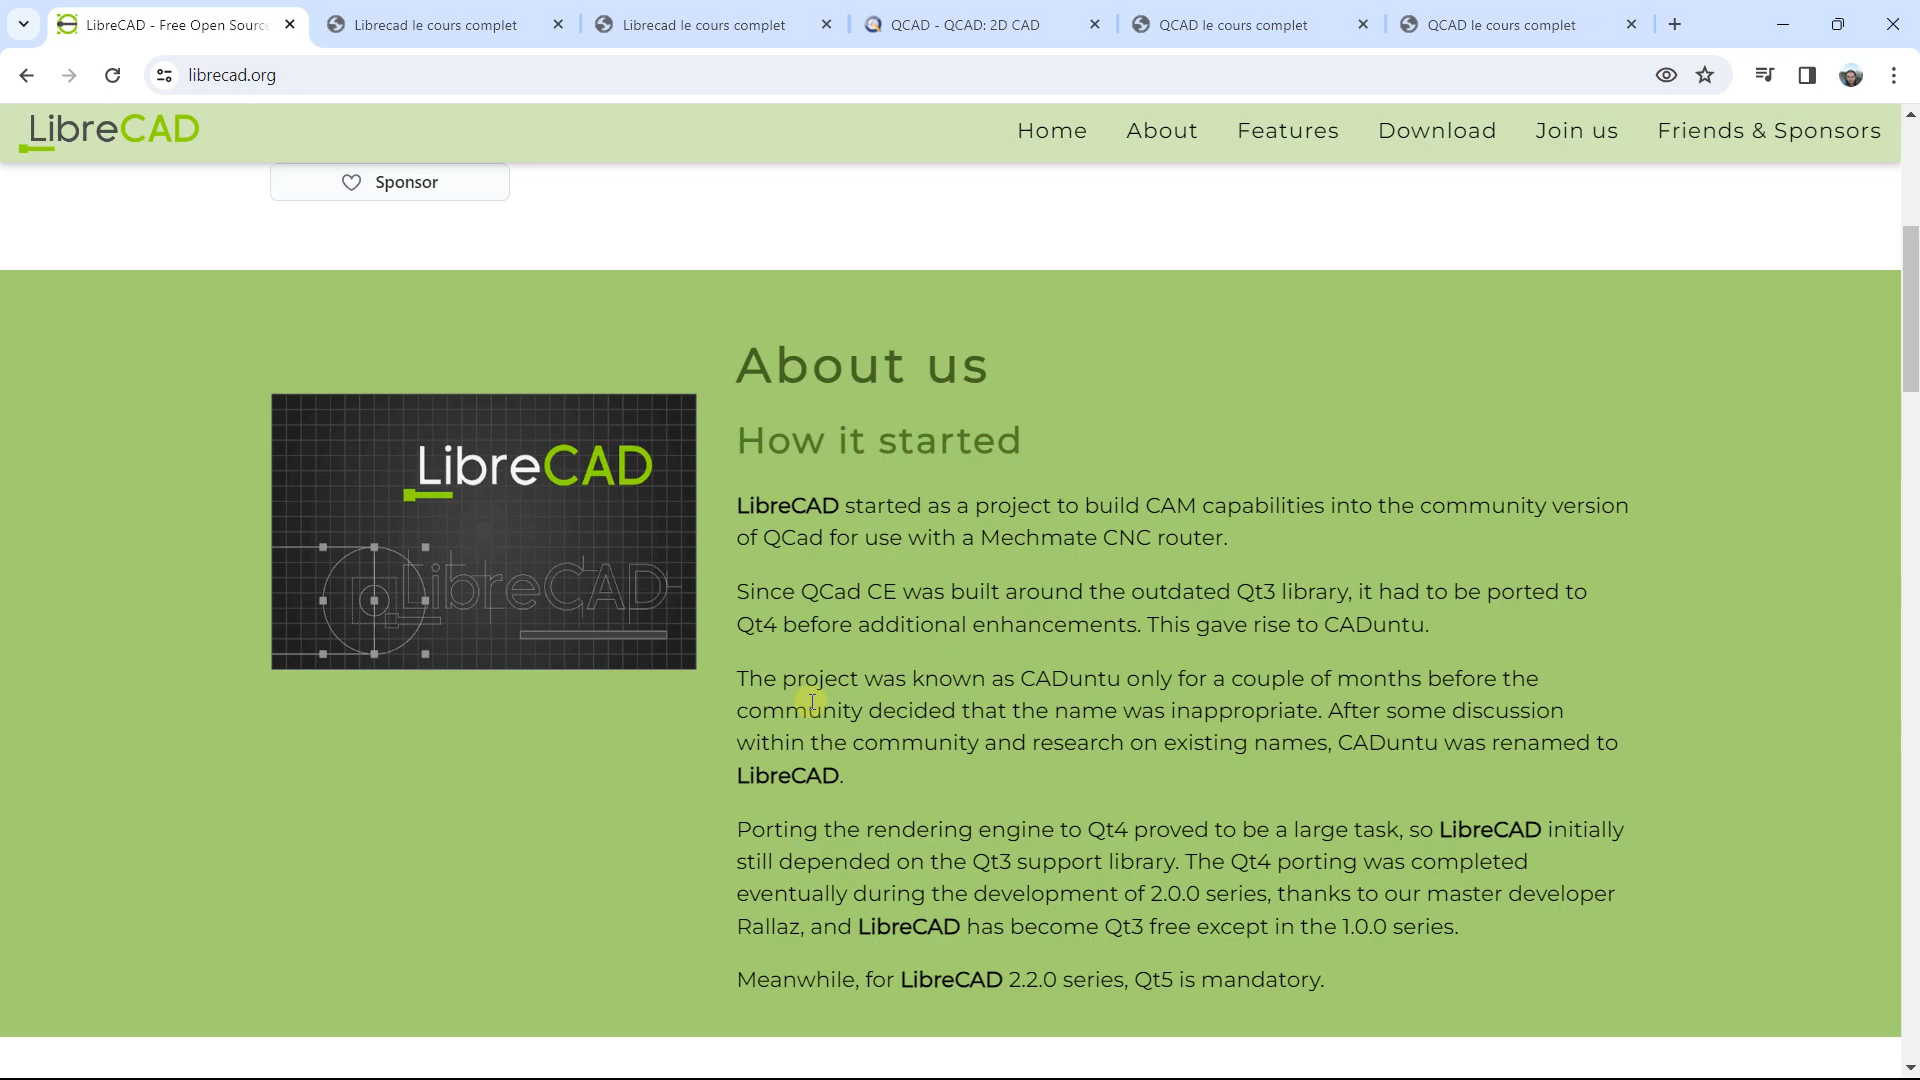 LibreCAD - Free Open Source
Librecad le cours complet
Librecad le cours complet
QCAD - QCAD: 2D CAD
QCAD le cours complet
QCAD le cours complet
librecad.org
LibreCAD
Home
About
Features
Download
Join us
Friends & Sponsors
Sponsor
About us
How it started
LibreCAD
LibreCAD
LibreCAD started as a project to build CAM capabilities into the community version
of QCad for use with a Mechmate CNC router.
Since QCad CE was built around the outdated Qt3 library, it had to be ported to
Qt4 before additional enhancements. This gave rise to CADuntu.
The project was known as CADuntu only for a couple of months before the
community decided that the name was inappropriate. After some discussion
within the community and research on existing names, CADuntu was renamed to
LibreCAD.
Porting the rendering engine to Qt4 proved to be a large task, so LibreCAD initially
still depended on the Qt3 support library. The Qt4 porting was completed
eventually during the development of 2.0.0 series, thanks to our master developer
Rallaz, and LibreCAD has become Qt3 free except in the 1.0.0 series.
Meanwhile, for LibreCAD 2.2.0 series, Qt5 is mandatory.